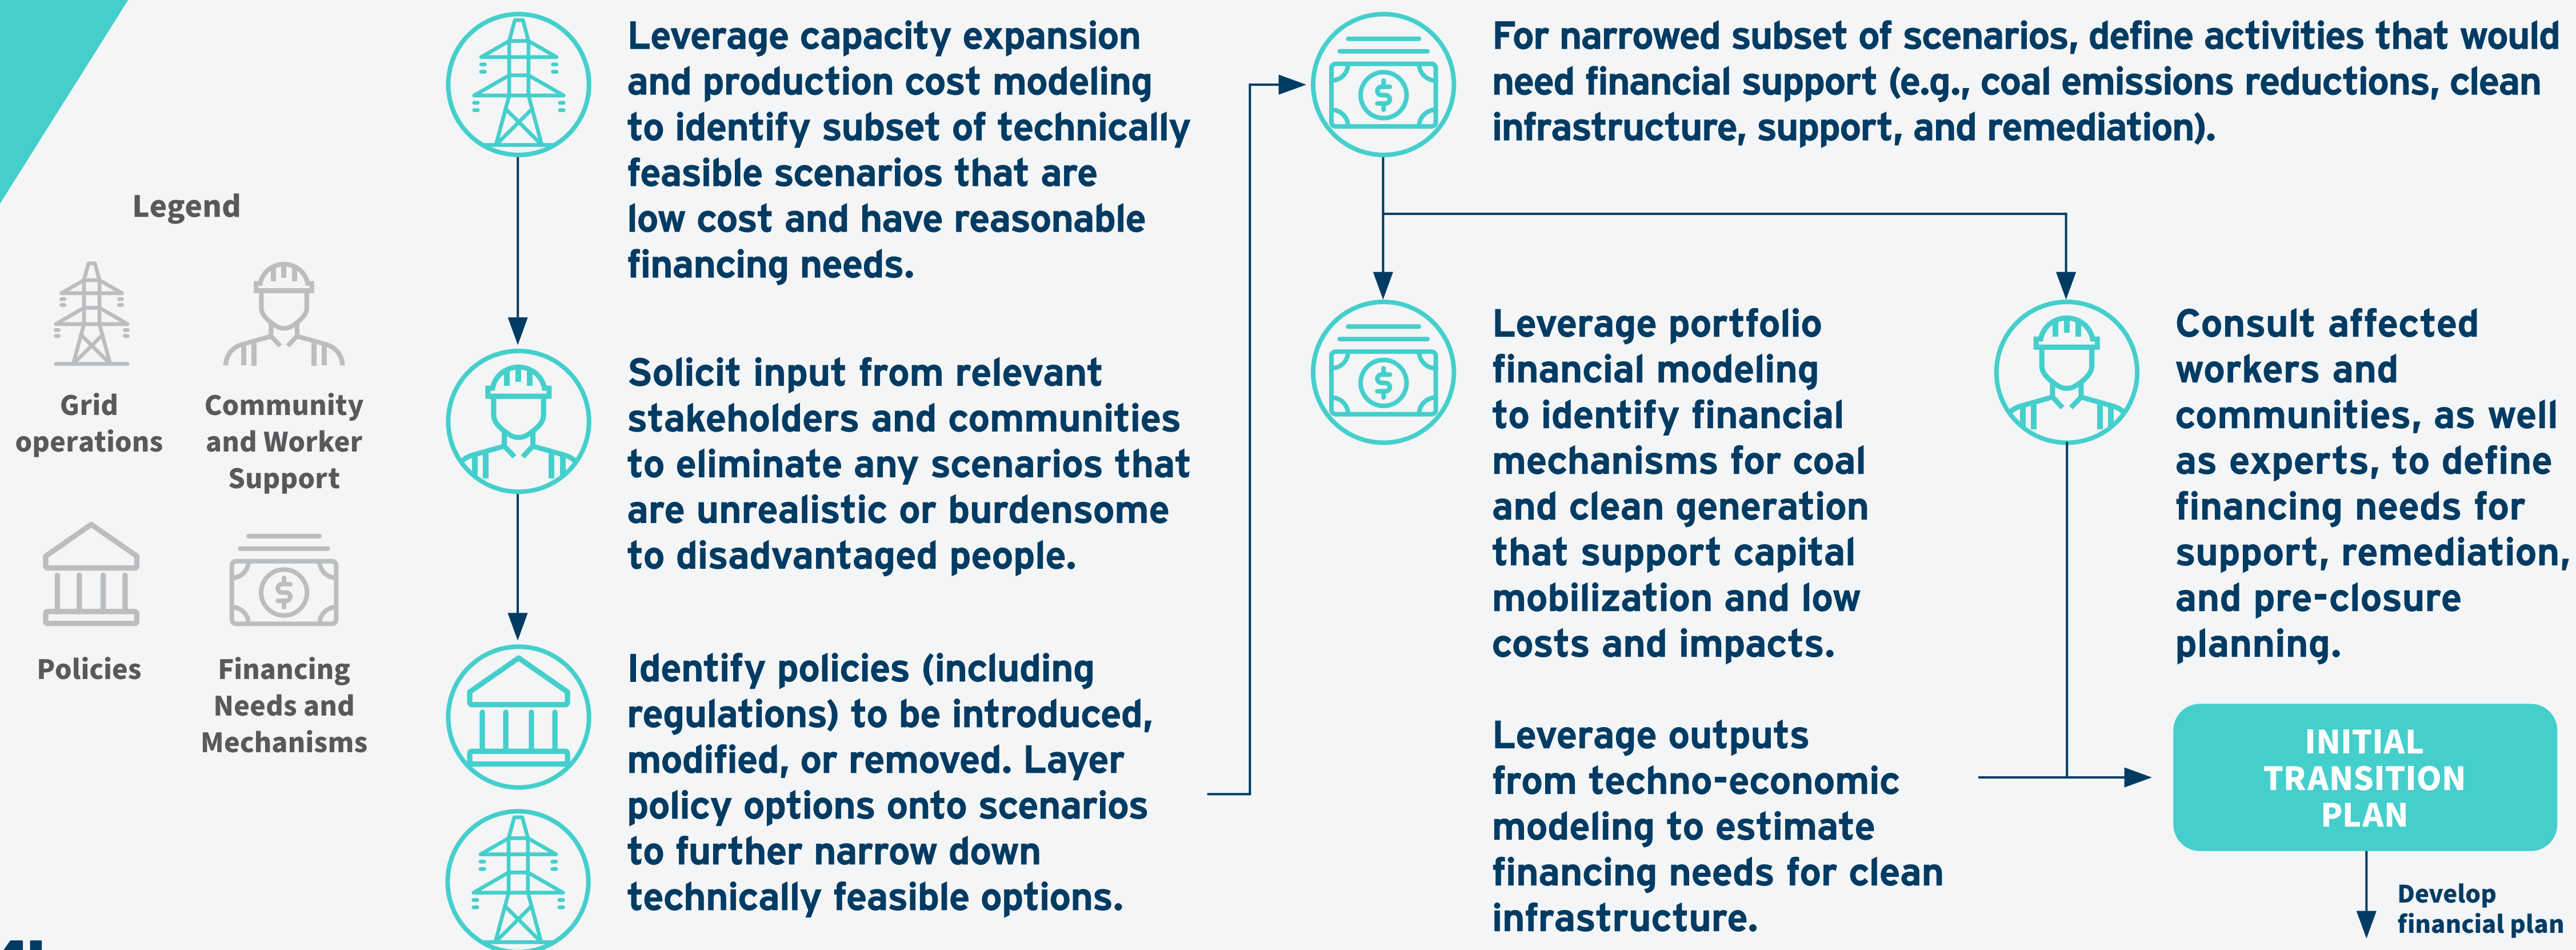 Legend
Grid
operations
Community
and Worker
Support
Policies
Financing
Needs and
Mechanisms
Leverage capacity expansion
and production cost modeling
to identify subset of technically
feasible scenarios that are
low cost and have reasonable
financing needs.
Solicit input from relevant
stakeholders and communities
to eliminate any scenarios that
are unrealistic or burdensome
to disadvantaged people.
Identify policies (including
regulations) to be introduced,
modified, or removed. Layer
policy options onto scenarios
to further narrow down
technically feasible options.
For narrowed subset of scenarios, define activities that would
need financial support (e.g., coal emissions reductions, clean
infrastructure, support, and remediation).
Leverage portfolio
financial modeling
to identify financial
mechanisms for coal
and clean generation
that support capital
mobilization and low
costs and impacts.
Leverage outputs
from techno-economic
modeling to estimate
financing needs for clean
infrastructure.
Consult affected
workers and
communities, as well
as experts, to define
financing needs for
support, remediation,
and pre-closure
planning.
INITIAL
TRANSITION
PLAN
Develop
financial plan